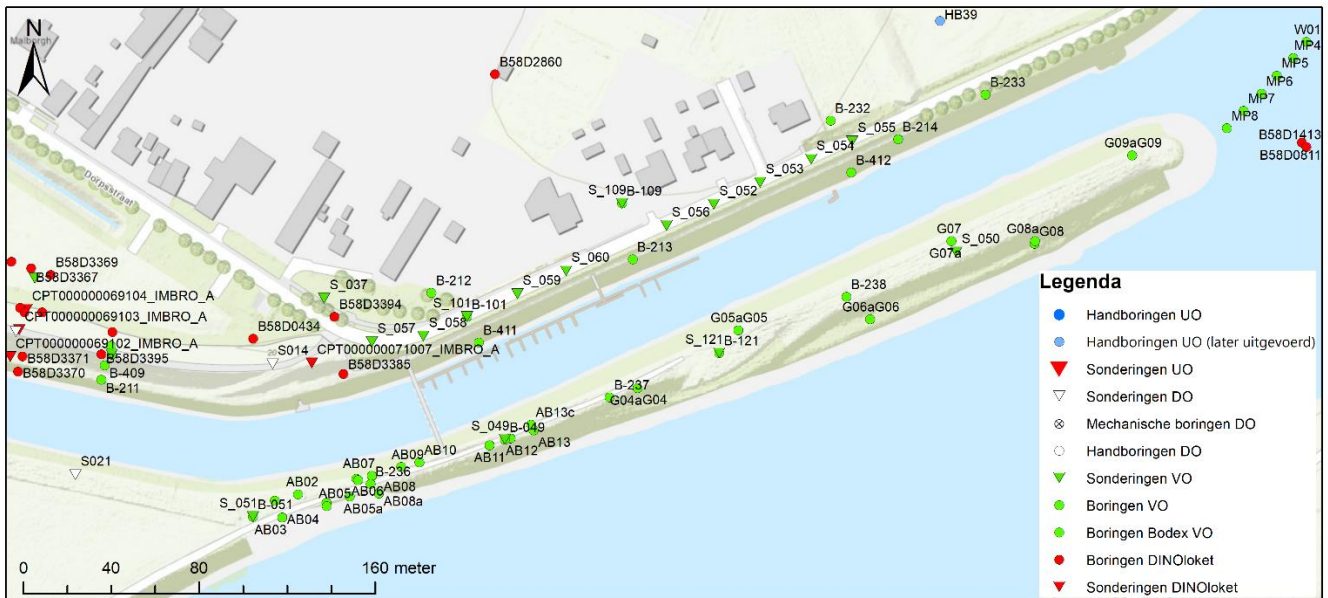 HB39
W01
N
Malborgh
MP4
B58D2860
MP5
MP6
B-233
MP7
B-232
MP8
S_055
B-214
B58D1413
S_054
G09aG09
B58D0811
S_053
B-412
Dorpsstraat
S_109B-109
S_052
S_056
G07
G08aG08
B-213
S_050
G07a
B58D3369
B58D3367
S_060
S_037
B-212
S_059
CPT000000069104_IMBRO_A
B58D3394
S_101
B-101
B-238
Legenda
CPT000000069103_IMBRO_A
B58D0434
S_057
S_058
G06aG06
Handboringen UO
G05aG05
CPT000000069102_IMBRO_A
S014
CPT000000071007_IMBRO_A
B-411
S_121B-121
Handboringen UO (later uitgevoerd)
B58D3371
B58D3395
B58D3370
B-409
B58D3385
Sonderingen UO
B-211
B-237
G04aG04
Sonderingen DO
AB13c
Mechanische boringen DO
S_049
B-049
AB13
AB12
AB11
Handboringen DO
S021
AB09
AB10
AB07
B-236
Sonderingen VO
AB02
AB06
AB08
AB05
AB08a
S_051B-051
AB05a
Boringen VO
AB04
AB03
Boringen Bodex VO
Boringen DINOloket
0 40 80 160 meter
Sonderingen DINOloket
20